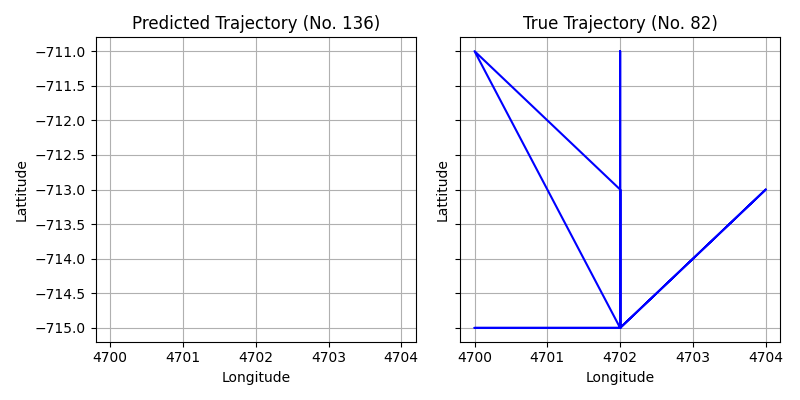 Predicted Trajectory (No. 136)
Lattitude
−711.0
−711.5
−712.0
−712.5
−713.0
−713.5
−714.0
−714.5
−715.0
4700 4701 4702 4703 4704
Longitude
True Trajectory (No. 82)
Lattitude
4700 4701 4702 4703 4704
Longitude